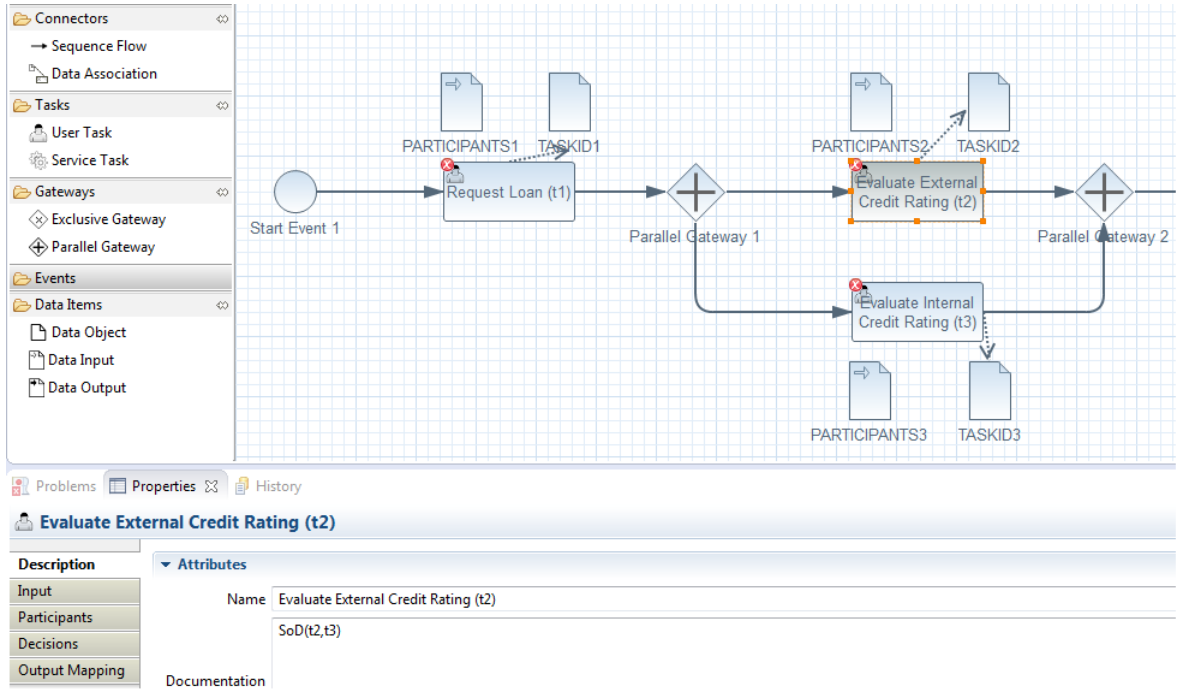 Connectors
Sequence Flow
Data Association
Tasks
User Task
Service Task
Gateways
Exclusive Gateway
Parallel Gateway
Events
Data Items
Data Object
Data Input
Data Output
PARTICIPANTS1
TASKID1
PARTICIPANTS2
TASKID2
Start Event 1
Request Loan (t1)
Parallel Gateway 1
Evaluate External
Credit Rating (t2)
Parallel Gateway 2
Evaluate Internal
Credit Rating (t3)
PARTICIPANTS3
TASKID3
Problems
Properties
History
Evaluate External Credit Rating (t2)
Description
Input
Participants
Decisions
Output Mapping
Attributes
Name
Evaluate External Credit Rating (t2)
SoD(t2,t3)
Documentation